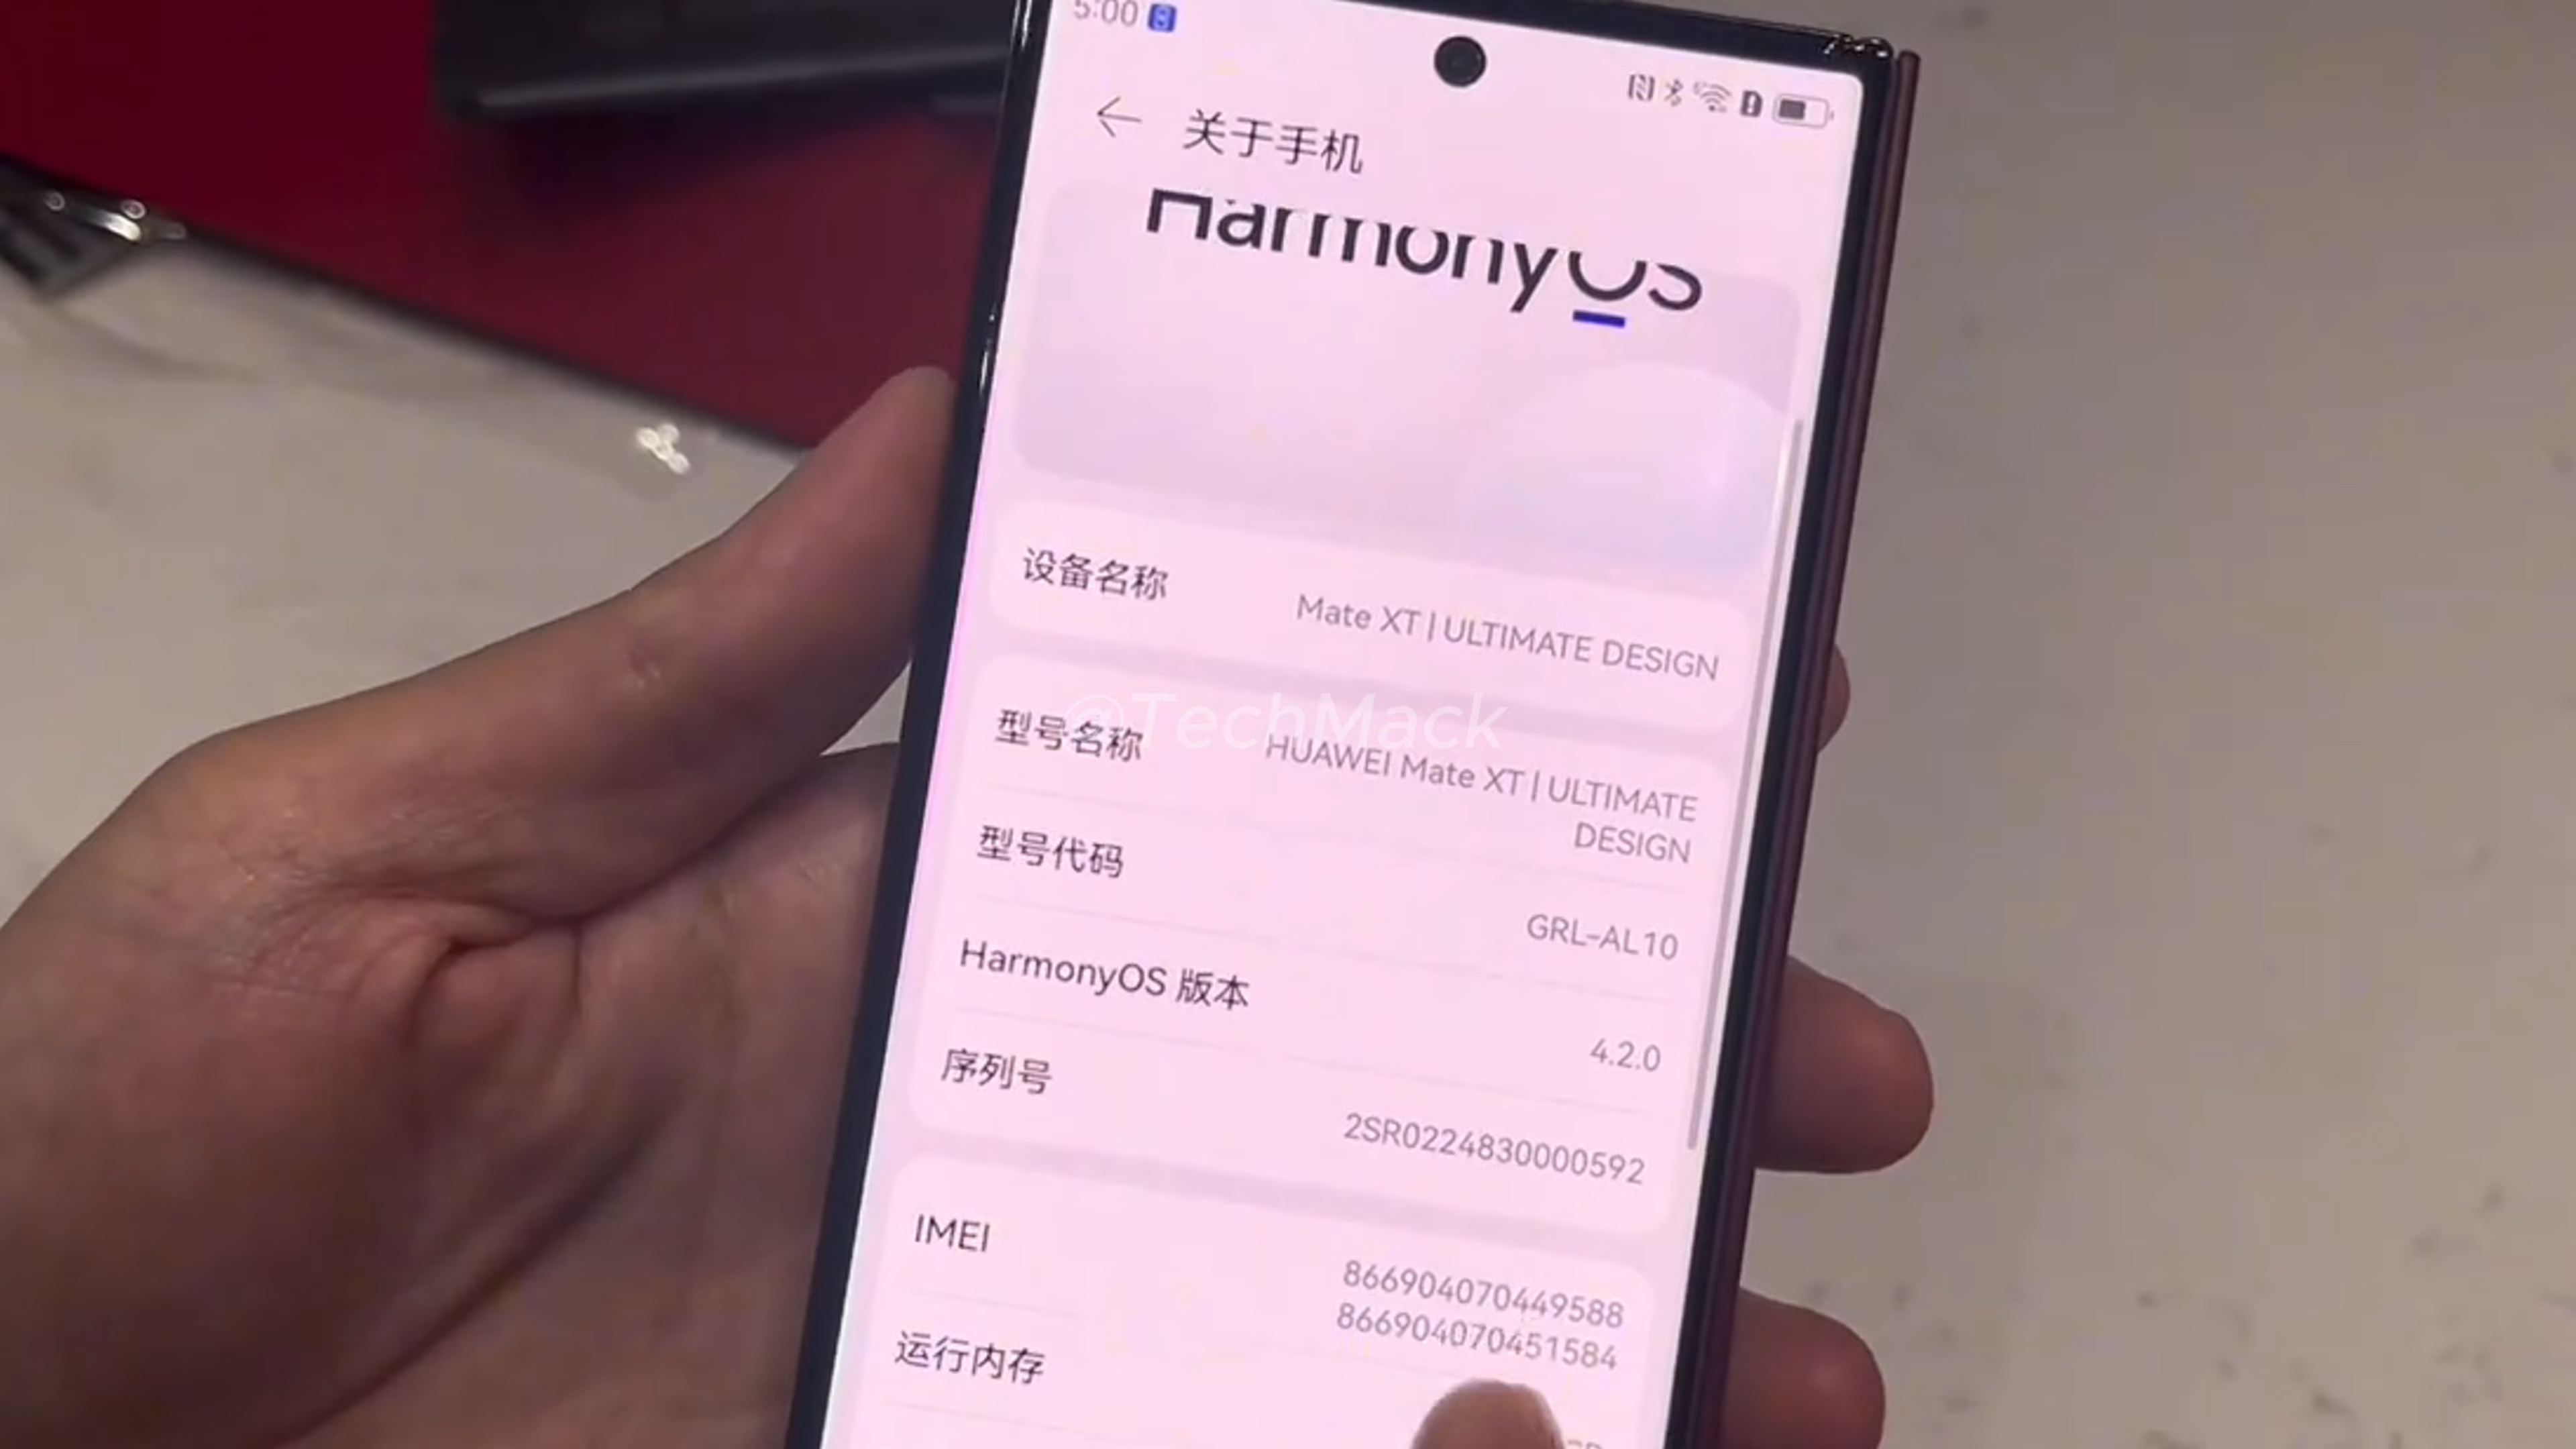 5:00
关于手机
HarmonyOS
设备名称
Mate XT | ULTIMATE DESIGN
@TechMack
型号名称
HUAWEI Mate XT | ULTIMATE
DESIGN
型号代码
GRL-AL10
HarmonyOS 版本
4.2.0
序列号
2SR0224830000592
IMEI
866904070449588
866904070451584
运行内存